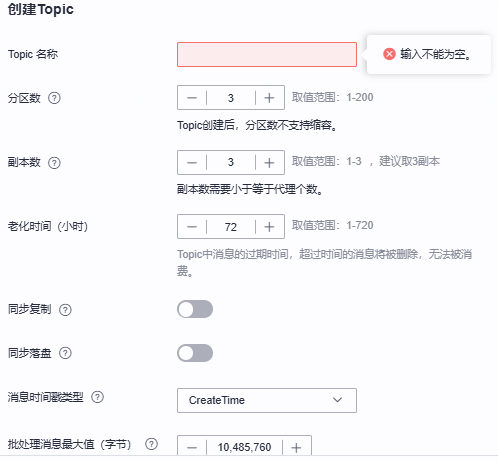 创建Topic
Topic 名称
输入不能为空。
分区数 ?
− 3 + 取值范围：1-200
Topic创建后，分区数不支持缩容。
副本数 ?
− 3 + 取值范围：1-3 ，建议取3副本
副本数需要小于等于代理个数。
老化时间（小时）
− 72 + 取值范围：1-720
Topic中消息的过期时间，超过时间的消息将被删除，无法被消
费。
同步复制 ?
同步落盘 ?
消息时间戳类型 ?
CreateTime
批处理消息最大值（字节） ?
− 10,485,760 +